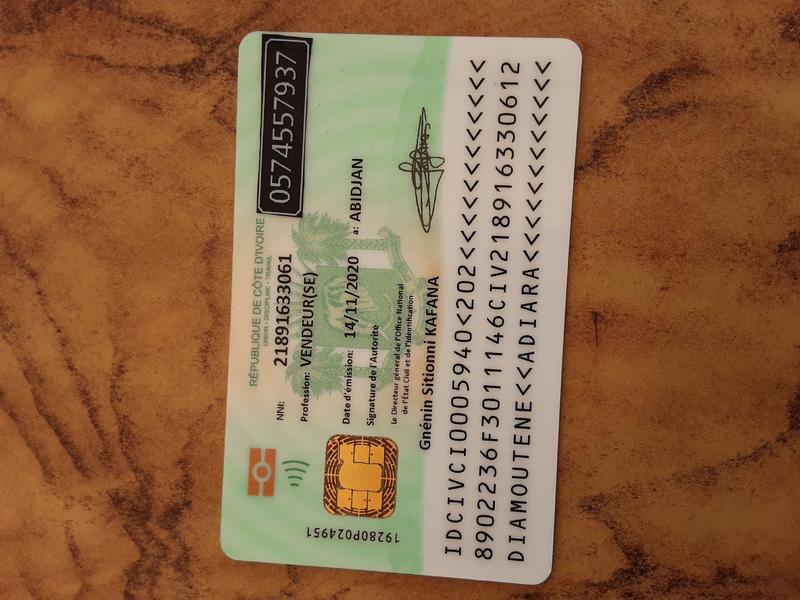 RÉPUBLIQUE DE CÔTE D'IVOIRE
UNION - DISCIPLINE - TRAVAIL
0574557937
NNI: 21891633061
Profession: VENDEUR(SE)
Date d'émission: 14/11/2020 à: ABIDJAN
Signature de l'Autorité
Le Directeur général de l'Office National
de l'État Civil et de l'Identification
Gnénin Sitionni KAFANA
19280P024951
IDCIVCI0005940<202<<<<<<<<<<<<
8902236F3011146CIV218916330612
DIAMOUTENE<<ADIARA<<<<<<<<<<<<